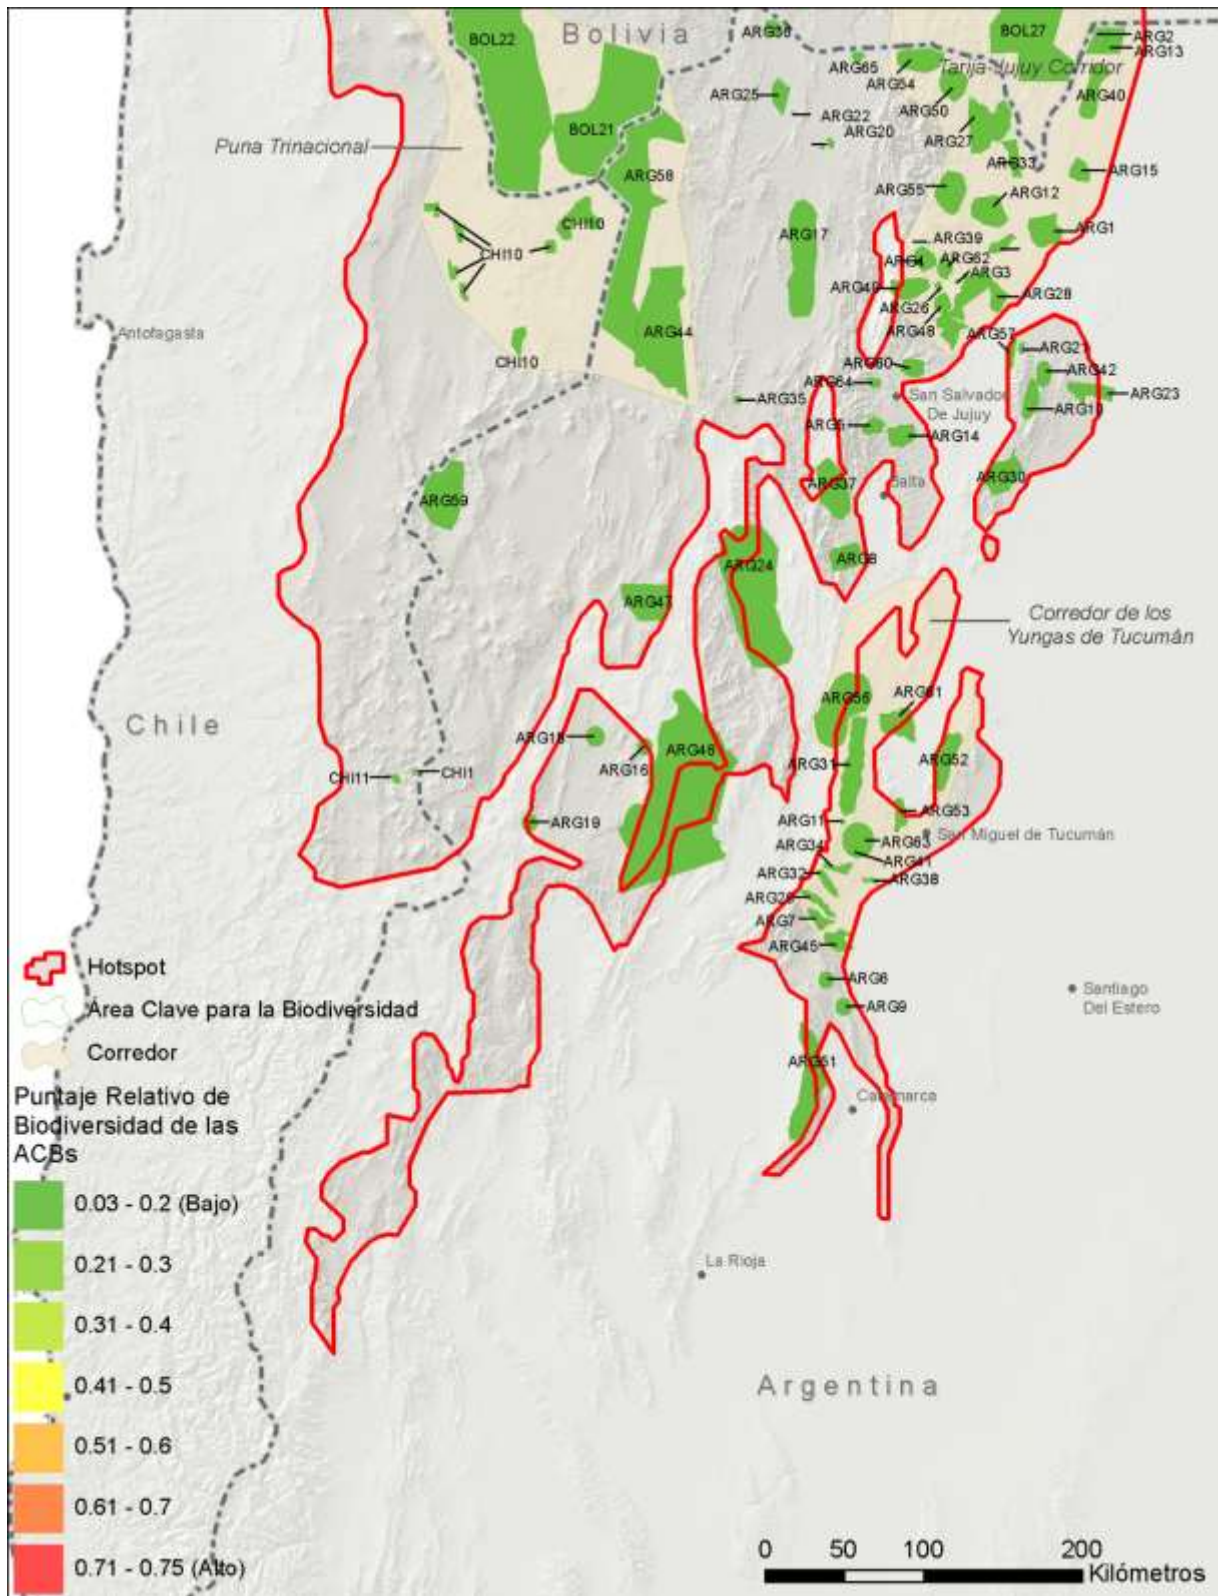 Bolivia
BOL22
ARG36
BOL27
ARG2
ARG13
ARG65
ARG54
Tarija-Jujuy Corridor
ARG25
ARG50
ARG40
ARG22
BOL21
ARG20
ARG27
Puna Trinacional
ARG33
ARG58
ARG15
ARG55
ARG12
CHI10
ARG17
ARG39
ARG1
CHI10
ARG4
ARG62
ARG3
ARG49
ARG26
ARG28
Antofagasta
ARG44
ARG48
ARG57
ARG21
CHI10
ARG60
ARG42
ARG64
ARG35
San Salvador
De Jujuy
ARG10
ARG23
ARG5
ARG14
ARG59
ARG37
Salta
ARG30
ARG8
ARG24
ARG47
Corredor de los
Yungas de Tucumán
ARG56
ARG61
Chile
ARG18
ARG16
ARG46
ARG31
ARG52
CHI11
CHI1
ARG53
ARG19
ARG11
ARG63
San Miguel de Tucumán
ARG34
ARG41
ARG32
ARG38
ARG29
ARG7
ARG45
ARG6
Santiago
Del Estero
ARG9
ARG51
Catamarca
La Rioja
Argentina
Hotspot
Área Clave para la Biodiversidad
Corredor
Puntaje Relativo de
Biodiversidad de las
ACBs
0.03 - 0.2 (Bajo)
0.21 - 0.3
0.31 - 0.4
0.41 - 0.5
0.51 - 0.6
0.61 - 0.7
0.71 - 0.75 (Alto)
0 50 100 200
Kilómetros